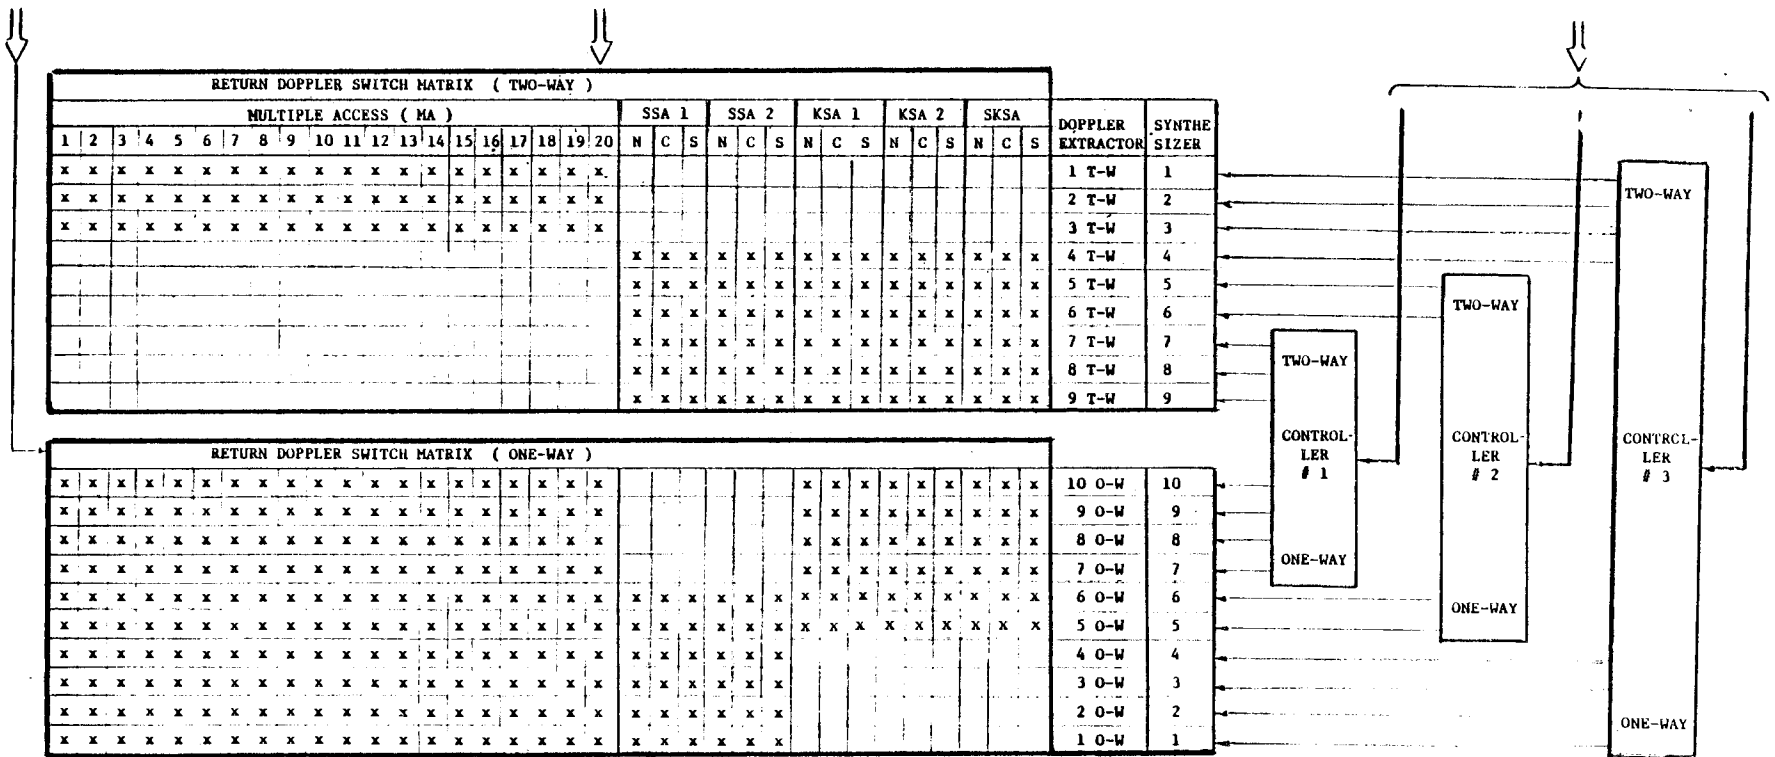 RETURN DOPPLER SWITCH MATRIX ( TWO-WAY )
MULTIPLE ACCESS ( MA ) SSA 1 SSA 2 KSA 1 KSA 2 SKSA DOPPLER EXTRACTOR SYNTHE SIZER
1 2 3 4 5 6 7 8 9 10 11 12 13 14 15 16 17 18 19 20 N C S N C S N C S N C S N C S
x x x x x x x x x x x x x x x x x x x x 1 T-W 1
x x x x x x x x x x x x x x x x x x x x 2 T-W 2
x x x x x x x x x x x x x x x x x x x x 3 T-W 3
x x x x x x x x x x x x x x x 4 T-W 4
x x x x x x x x x x x x x x x 5 T-W 5
x x x x x x x x x x x x x x x 6 T-W 6
x x x x x x x x x x x x x x x 7 T-W 7
x x x x x x x x x x x x x x x 8 T-W 8
x x x x x x x x x x x x x x x 9 T-W 9
RETURN DOPPLER SWITCH MATRIX ( ONE-WAY )
x x x x x x x x x x x x x x x x x x x x x x x x x x x x x 10 O-W 10
x x x x x x x x x x x x x x x x x x x x x x x x x x x x x 9 O-W 9
x x x x x x x x x x x x x x x x x x x x x x x x x x x x x 8 O-W 8
x x x x x x x x x x x x x x x x x x x x x x x x x x x x x 7 O-W 7
x x x x x x x x x x x x x x x x x x x x x x x x x x x x x x x x x x x 6 O-W 6
x x x x x x x x x x x x x x x x x x x x x x x x x x x x x x x x x x x 5 O-W 5
x x x x x x x x x x x x x x x x x x x x x x x x x x 4 O-W 4
x x x x x x x x x x x x x x x x x x x x x x x x x x 3 O-W 3
x x x x x x x x x x x x x x x x x x x x x x x x x x 2 O-W 2
x x x x x x x x x x x x x x x x x x x x x x x x x x 1 O-W 1
TWO-WAY
CONTROL-
LER
# 1
ONE-WAY
TWO-WAY
CONTROL-
LER
# 2
ONE-WAY
TWO-WAY
CONTRCL-
LER
# 3
ONE-WAY